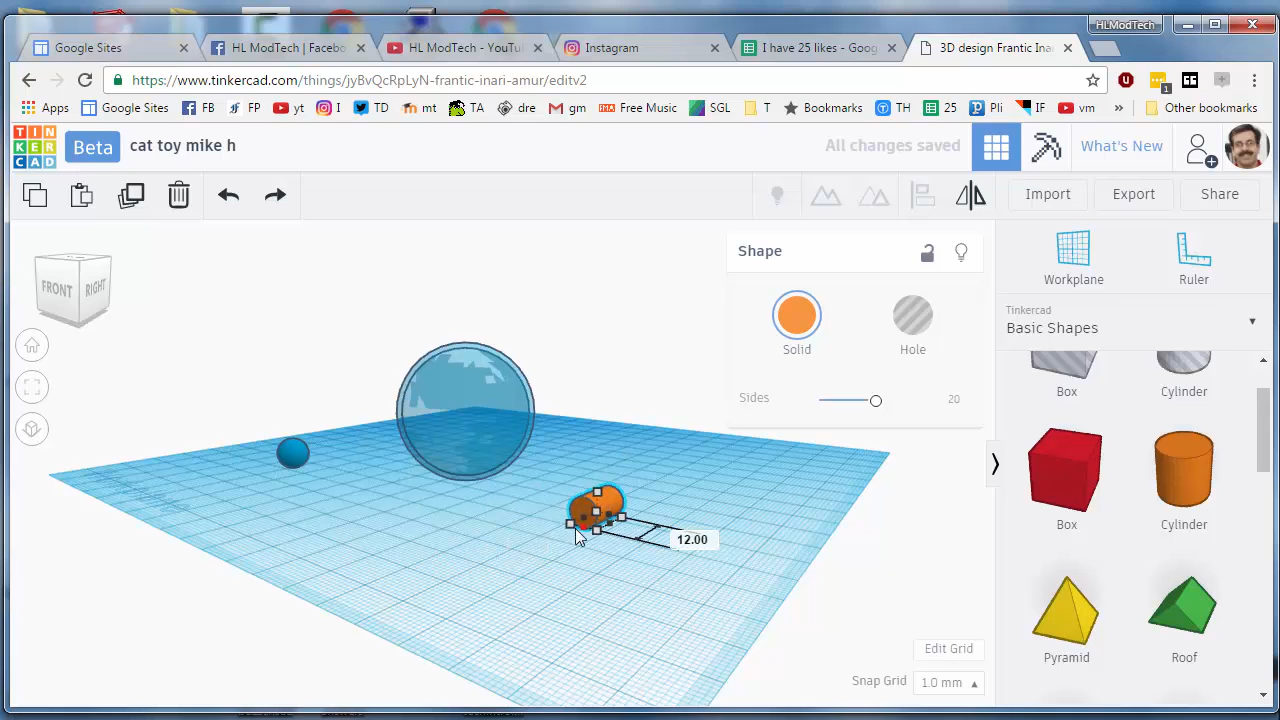 HLModTech
Google Sites
HL ModTech | Facebo
HL ModTech - YouTu
Instagram
I have 25 likes - Goog
3D design Frantic Ina
https://www.tinkercad.com/things/jyBvQcRpLyN-frantic-inari-amur/editv2
1
Apps
Google Sites
FB
FP
yt
I
TD
mt
TA
dre
gm
Free Music
SGL
T
Bookmarks
TH
25
Pli
IF
vm
»
Other bookmarks
TINKERCAD
Beta
cat toy mike h
All changes saved
What's New
Import
Export
Share
FRONT
RIGHT
Shape
Solid
Hole
Sides
20
12.00
Edit Grid
Snap Grid
1.0 mm
Workplane
Ruler
Tinkercad
Basic Shapes
Box
Cylinder
Box
Cylinder
Pyramid
Roof